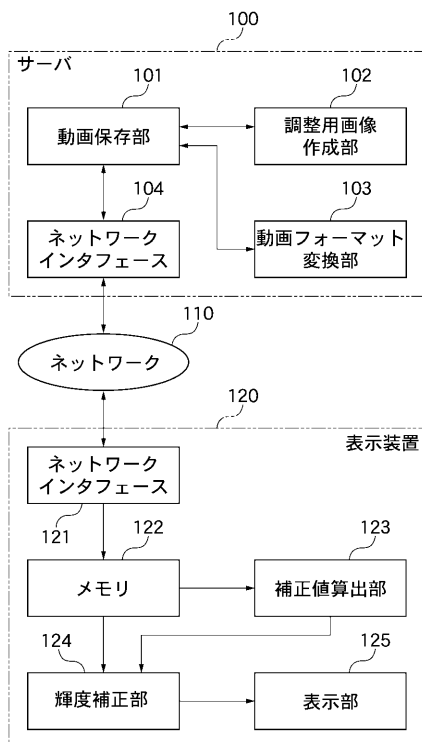 100
サーバ
101
102
動画保存部
調整用画像
作成部
104
103
ネットワーク
インタフェース
動画フォーマット
変換部
110
ネットワーク
120
表示装置
ネットワーク
インタフェース
121
122
123
メモリ
補正値算出部
124
125
輝度補正部
表示部